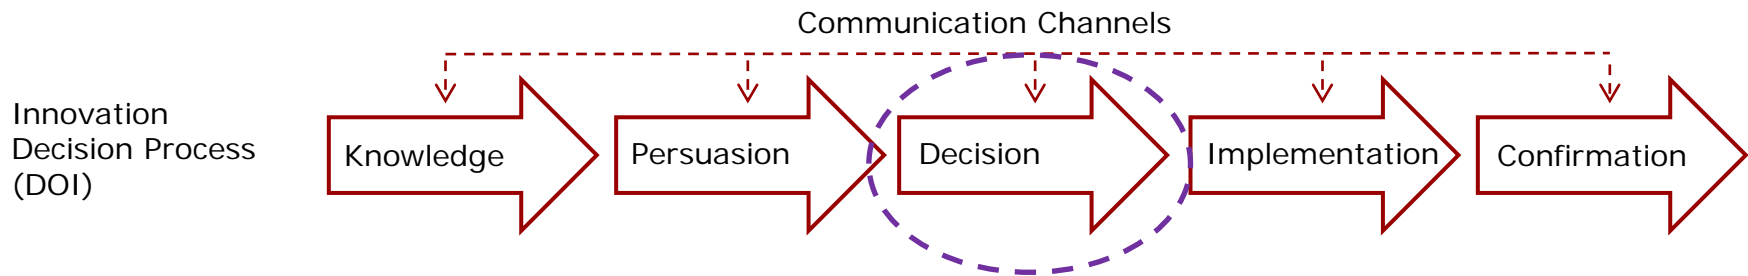 Communication Channels
Innovation
Decision Process
(DOI)
Knowledge
Persuasion
Decision
Implementation
Confirmation